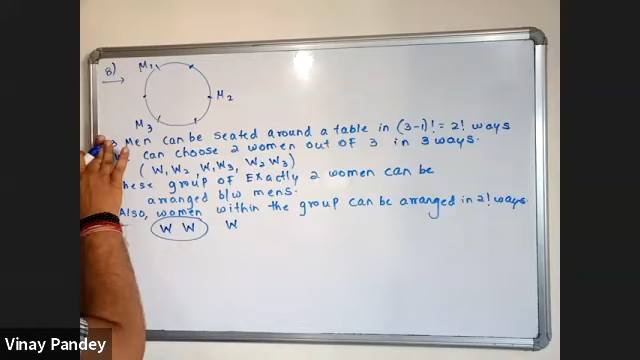 8)
M1
M2
M3
3 Men can be seated around a table in (3-1)! = 2! ways
can choose 2 women out of 3 in 3 ways.
(W1W2, W1W3, W2W3)
these group of Exactly 2 women can be
arranged b/w mens.
Also, women within the group can be arranged in 2! ways.
W W W
Vinay Pandey